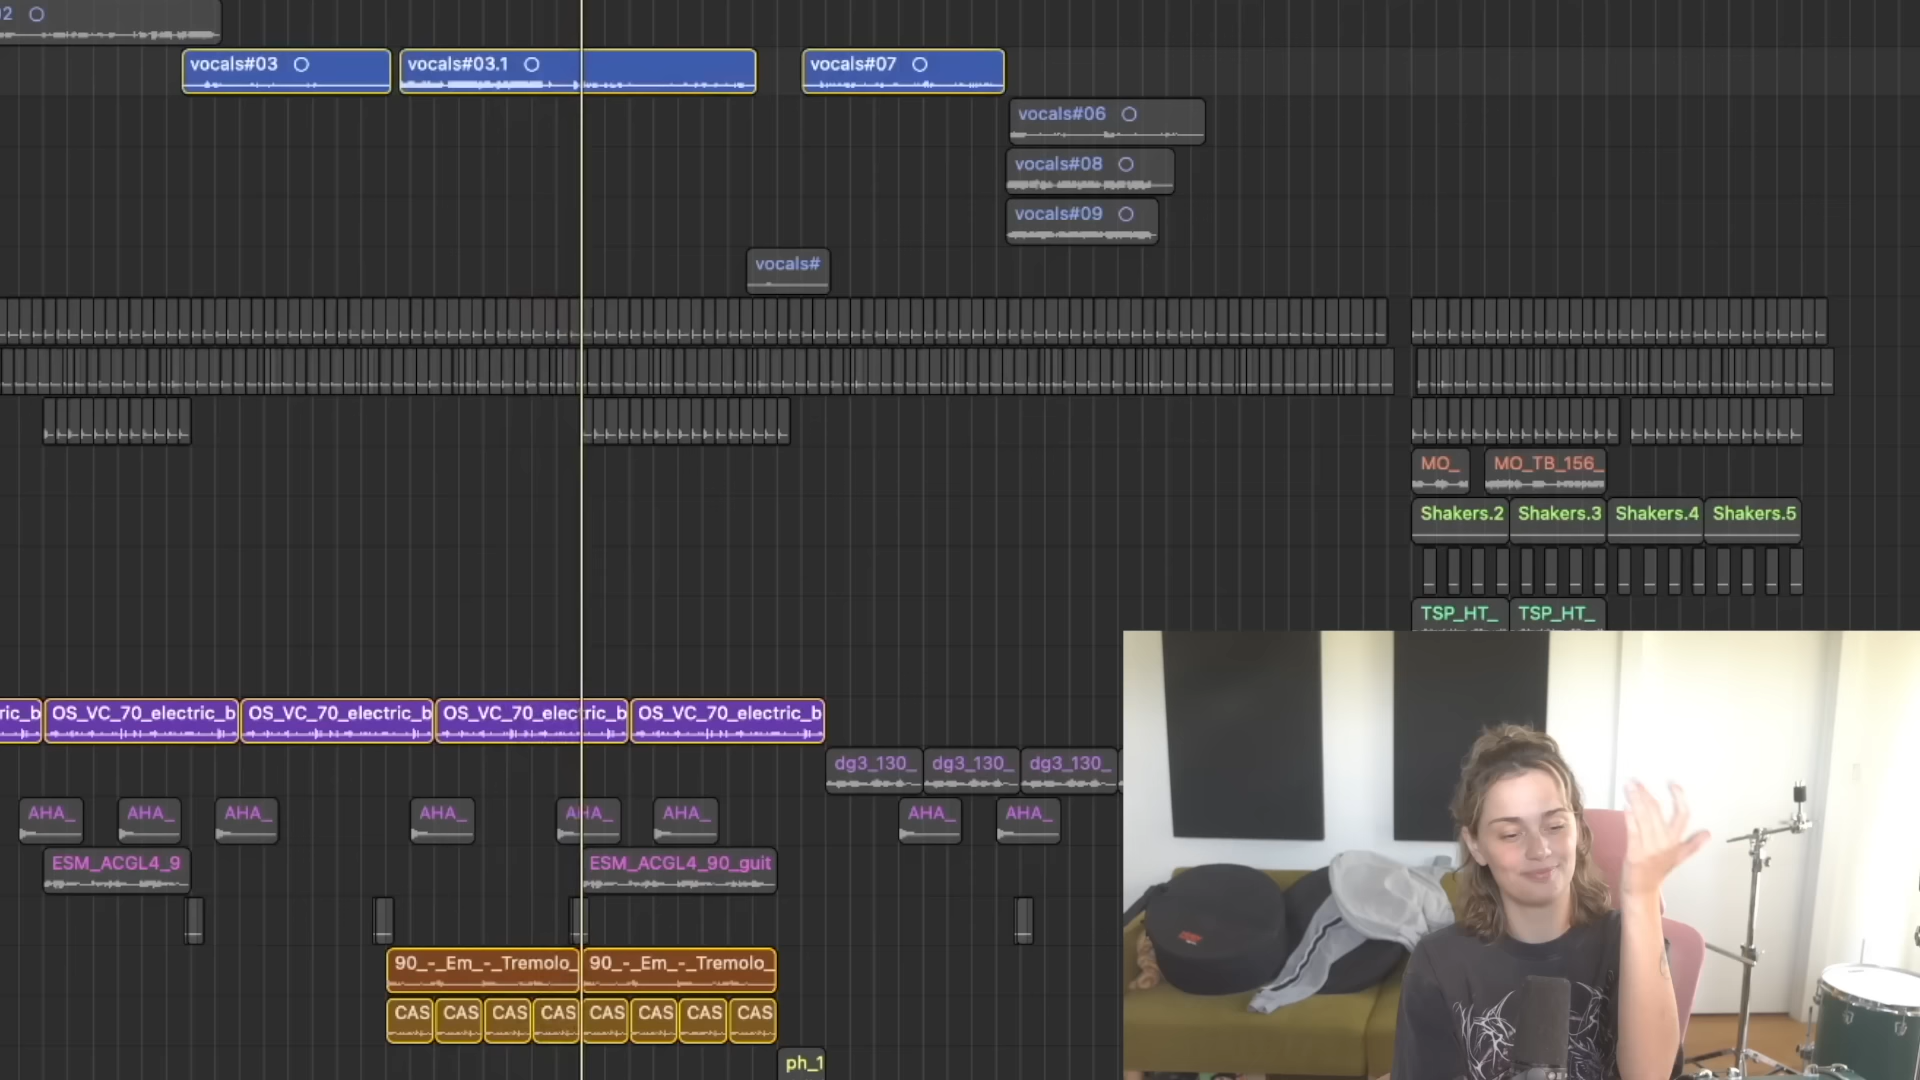 02
vocals#03
vocals#03.1
vocals#07
vocals#06
vocals#08
vocals#09
vocals#
MO_
MO_TB_156_
Shakers.2
Shakers.3
Shakers.4
Shakers.5
TSP_HT_
TSP_HT_
ric_b
OS_VC_70_electric_b
OS_VC_70_electric_b
OS_VC_70_electric_b
OS_VC_70_electric_b
dg3_130_
dg3_130_
dg3_130_
AHA_
AHA_
AHA_
AHA_
AHA_
AHA_
AHA_
AHA_
ESM_ACGL4_9
ESM_ACGL4_90_guit
90_-_Em_-_Tremolo_
90_-_Em_-_Tremolo_
CAS
CAS
CAS
CAS
CAS
CAS
CAS
CAS
ph_1